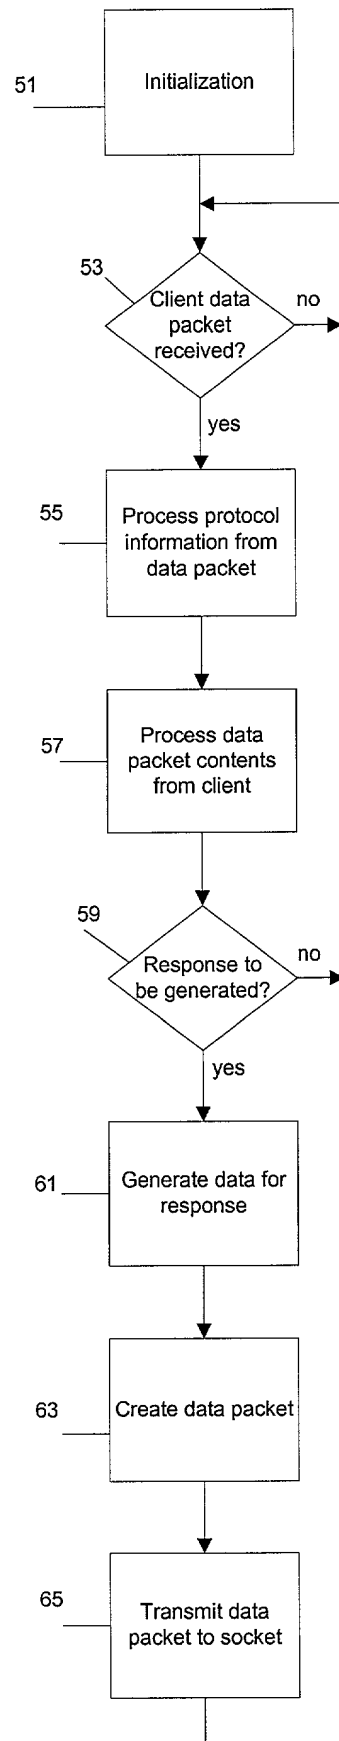 51
Initialization
53
Client data
packet
received?
no
yes
55
Process protocol
information from
data packet
57
Process data
packet contents
from client
59
Response to
be generated?
no
yes
61
Generate data for
response
63
Create data packet
65
Transmit data
packet to socket